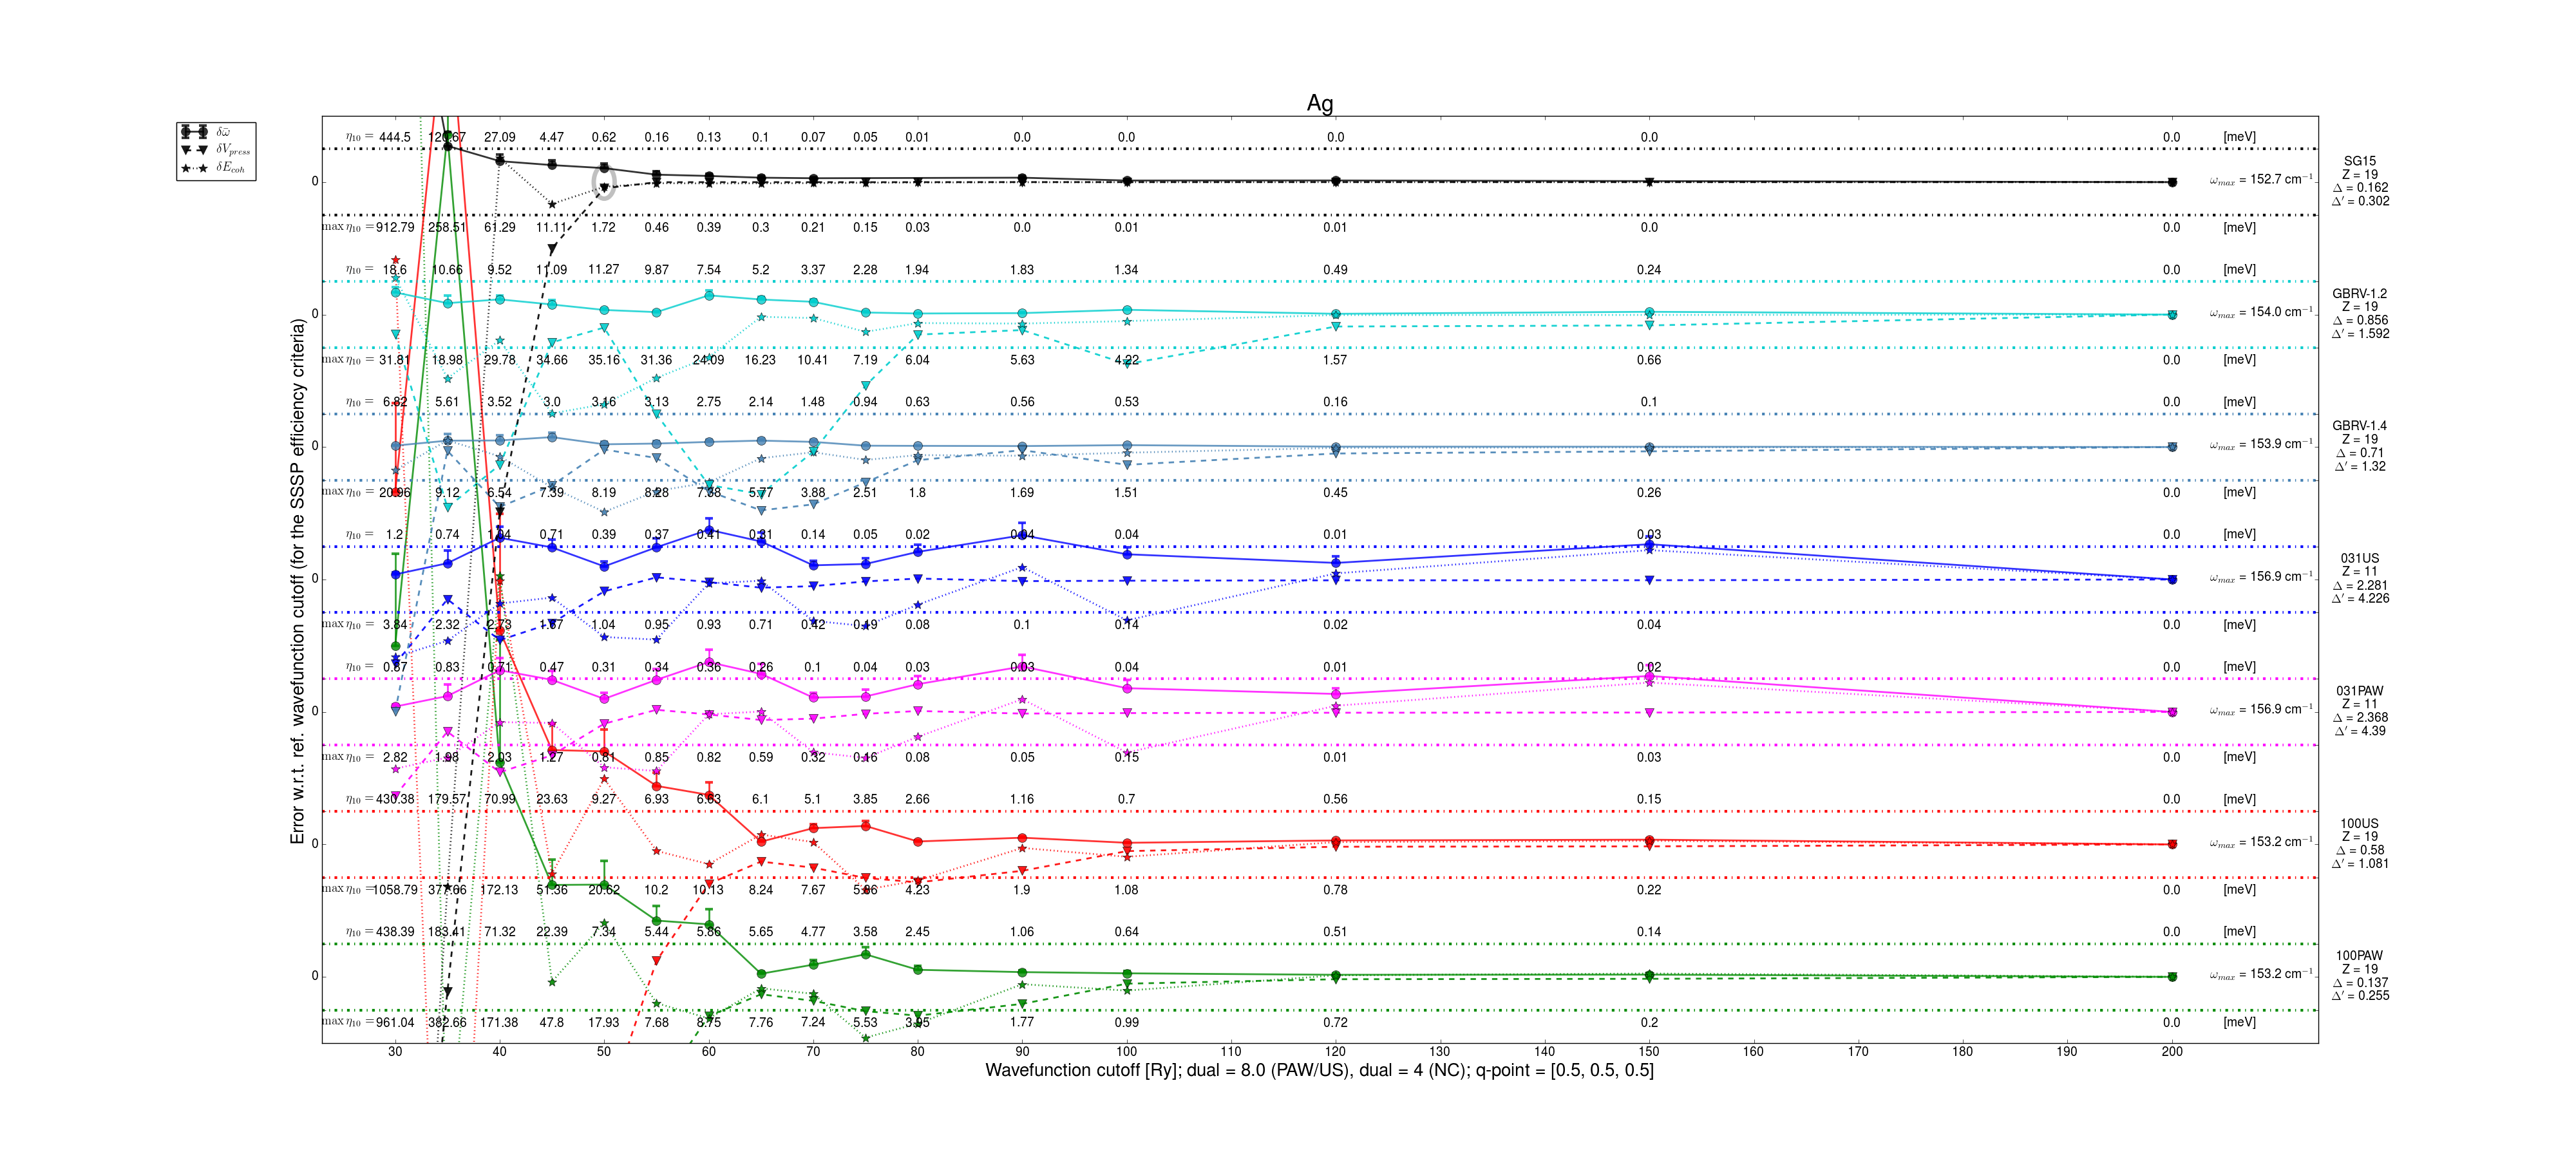 Ag
δω̄
δV_press
δE_coh
Error w.r.t. ref. wavefunction cutoff (for the SSSP efficiency criteria)
η₁₀ = 444.5 120.67 27.09 4.47 0.62 0.16 0.13 0.1 0.07 0.05 0.01 0.0 0.0 0.0 0.0 0.0 [meV]
0
ω_max = 152.7 cm⁻¹
SG15
Z = 19
Δ = 0.162
Δ′ = 0.302
max η₁₀ = 912.79 258.51 61.29 11.11 1.72 0.46 0.39 0.3 0.21 0.15 0.03 0.0 0.01 0.01 0.0 0.0 [meV]
η₁₀ = 18.6 10.66 9.52 11.09 11.27 9.87 7.54 5.2 3.37 2.28 1.94 1.83 1.34 0.49 0.24 0.0 [meV]
0
ω_max = 154.0 cm⁻¹
GBRV-1.2
Z = 19
Δ = 0.856
Δ′ = 1.592
max η₁₀ = 31.81 18.98 29.78 34.66 35.16 31.36 24.09 16.23 10.41 7.19 6.04 5.63 4.22 1.57 0.66 0.0 [meV]
η₁₀ = 6.82 5.61 3.52 3.0 3.16 3.13 2.75 2.14 1.48 0.94 0.63 0.56 0.53 0.16 0.1 0.0 [meV]
0
ω_max = 153.9 cm⁻¹
GBRV-1.4
Z = 19
Δ = 0.71
Δ′ = 1.32
max η₁₀ = 20.96 9.12 6.54 7.39 8.19 8.28 7.38 5.77 3.88 2.51 1.8 1.69 1.51 0.45 0.26 0.0 [meV]
η₁₀ = 1.2 0.74 0.71 0.39 0.37 0.41 0.14 0.05 0.02 0.04 0.04 0.01 0.03 0.0 [meV]
0
ω_max = 156.9 cm⁻¹
031US
Z = 11
Δ = 2.281
Δ′ = 4.226
max η₁₀ = 3.84 2.32 2.73 1.04 0.95 0.93 0.71 0.42 0.08 0.1 0.14 0.02 0.04 0.0 [meV]
η₁₀ = 0.87 0.83 0.71 0.47 0.31 0.34 0.36 0.26 0.1 0.04 0.03 0.03 0.04 0.01 0.02 0.0 [meV]
0
ω_max = 156.9 cm⁻¹
031PAW
Z = 11
Δ = 2.368
Δ′ = 4.39
max η₁₀ = 2.82 1.98 2.03 1.27 0.81 0.85 0.82 0.59 0.32 0.16 0.08 0.05 0.15 0.01 0.03 0.0 [meV]
η₁₀ = 430.38 179.57 70.99 23.63 9.27 6.93 6.63 6.1 5.1 3.85 2.66 1.16 0.7 0.56 0.15 0.0 [meV]
0
ω_max = 153.2 cm⁻¹
100US
Z = 19
Δ = 0.58
Δ′ = 1.081
max η₁₀ = 1058.79 377.66 172.13 51.36 20.62 10.2 10.13 8.24 7.67 4.23 1.9 1.08 0.78 0.22 0.0 [meV]
η₁₀ = 438.39 183.41 71.32 22.39 7.34 5.44 5.86 5.65 4.77 3.58 2.45 1.06 0.64 0.51 0.14 0.0 [meV]
0
ω_max = 153.2 cm⁻¹
100PAW
Z = 19
Δ = 0.137
Δ′ = 0.255
max η₁₀ = 961.04 382.66 171.38 47.8 17.93 7.68 8.75 7.76 7.24 5.53 3.95 1.77 0.99 0.72 0.2 0.0 [meV]
30 40 50 60 70 80 90 100 110 120 130 140 150 160 170 180 190 200
Wavefunction cutoff [Ry]; dual = 8.0 (PAW/US), dual = 4 (NC); q-point = [0.5, 0.5, 0.5]